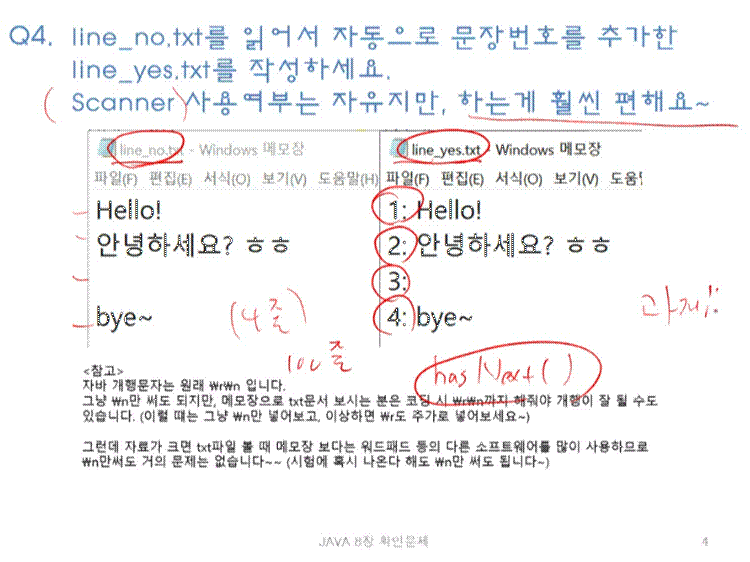 Q4. line_no.txt를 읽어서 자동으로 문장번호를 추가한
line_yes.txt를 작성하세요.
( Scanner) 사용여부는 자유지만, 하는게 훨씬 편해요~
line_no.txt - Windows 메모장
파일(F) 편집(E) 서식(O) 보기(V) 도움말(H)
Hello!
안녕하세요? ㅎㅎ
bye~
(4줄)
100줄
line_yes.txt Windows 메모장
파일(F) 편집(E) 서식(O) 보기(V) 도움!
1: Hello!
2: 안녕하세요? ㅎㅎ
3:
4: bye~
과제!!
hasNext()
<참고>
자바 개행문자는 원래 ₩r₩n 입니다.
그냥 ₩n만 써도 되지만, 메모장으로 txt문서 보시는 분은 코딩 시 ₩r₩n까지 해줘야 개행이 잘 될 수도
있습니다. (이럴 때는 그냥 ₩n만 넣어보고, 이상하면 ₩r도 추가로 넣어보세요~)
그런데 자료가 크면 txt파일 볼 때 메모장 보다는 워드패드 등의 다른 소프트웨어를 많이 사용하므로
₩n만써도 거의 문제는 없습니다~~ (시험에 혹시 나온다 해도 ₩n만 써도 됩니다~)
JAVA 8장 확인문제
4